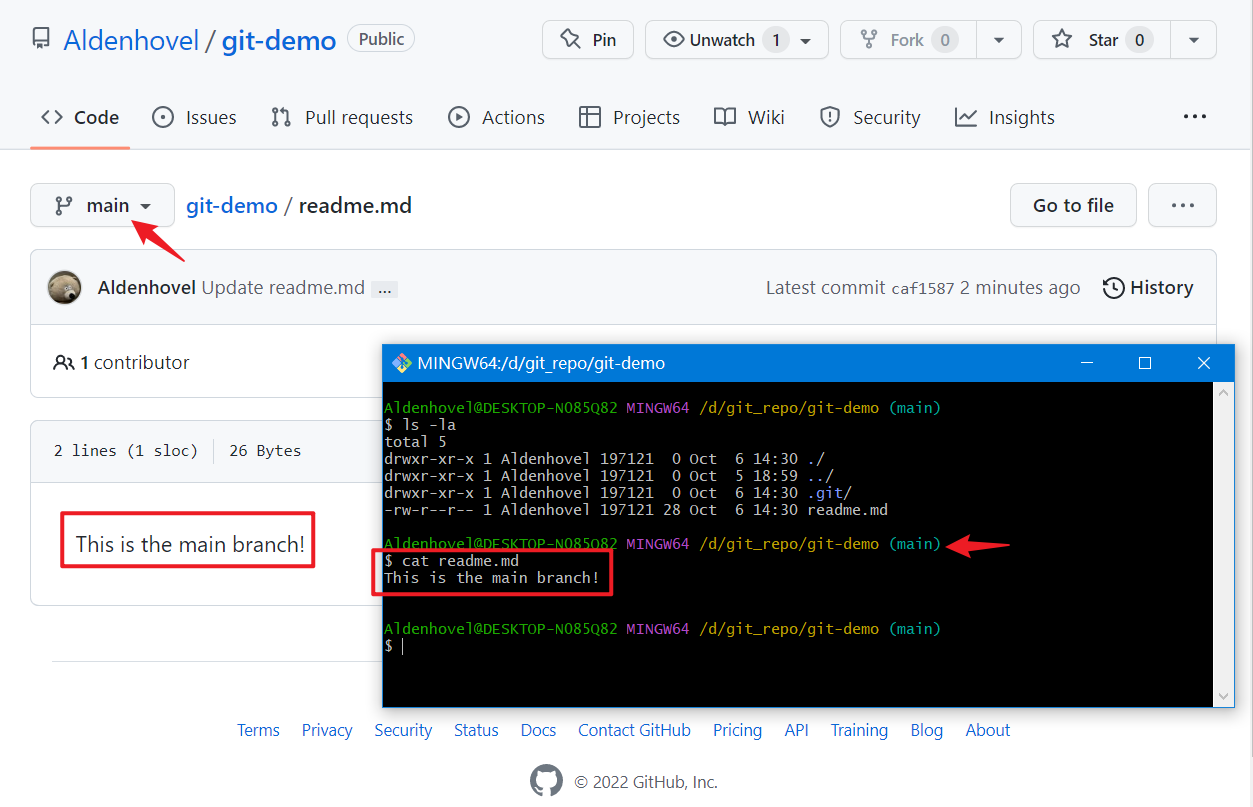 Aldenhovel / git-demo Public Pin Unwatch 1 Fork 0 Star 0
Code Issues Pull requests Actions Projects Wiki Security Insights ...
main git-demo / readme.md Go to file ...
Aldenhovel Update readme.md ... Latest commit caf1587 2 minutes ago History
1 contributor
2 lines (1 sloc) 26 Bytes
This is the main branch!
MINGW64:/d/git_repo/git-demo
Aldenhovel@DESKTOP-NO85Q82 MINGW64 /d/git_repo/git-demo (main)
$ ls -la
total 5
drwxr-xr-x 1 Aldenhovel 197121  0 Oct  6 14:30 ./
drwxr-xr-x 1 Aldenhovel 197121  0 Oct  5 18:59 ../
drwxr-xr-x 1 Aldenhovel 197121  0 Oct  6 14:30 .git/
-rw-r--r-- 1 Aldenhovel 197121 28 Oct  6 14:30 readme.md
Aldenhovel@DESKTOP-NO85Q82 MINGW64 /d/git_repo/git-demo (main)
$ cat readme.md
This is the main branch!
Aldenhovel@DESKTOP-NO85Q82 MINGW64 /d/git_repo/git-demo (main)
$
Terms Privacy Security Status Docs Contact GitHub Pricing API Training Blog About
© 2022 GitHub, Inc.